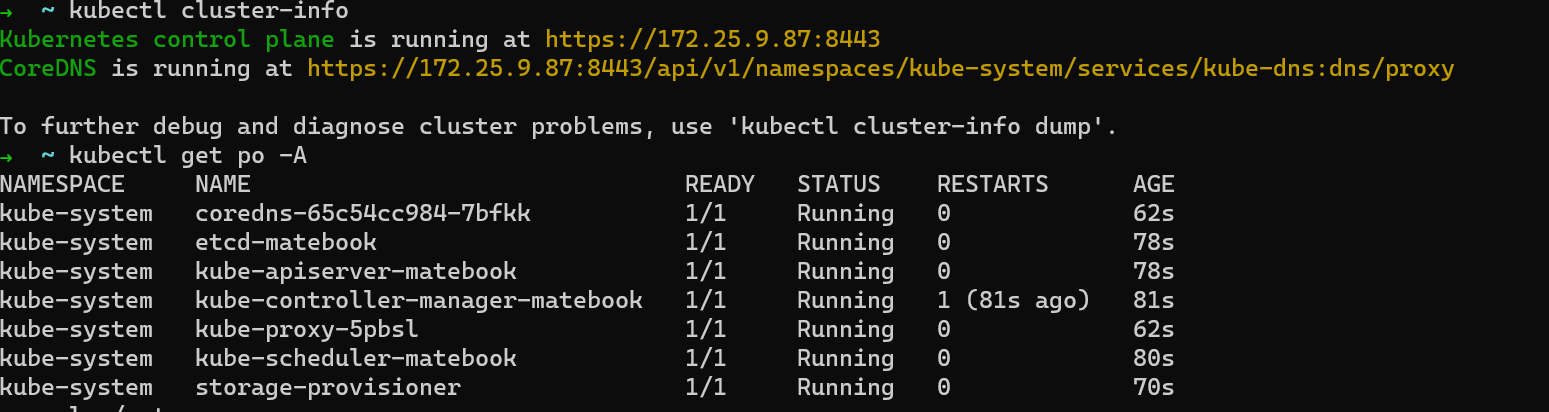 → ~ kubectl cluster-info
Kubernetes control plane is running at https://172.25.9.87:8443
CoreDNS is running at https://172.25.9.87:8443/api/v1/namespaces/kube-system/services/kube-dns:dns/proxy
To further debug and diagnose cluster problems, use 'kubectl cluster-info dump'.
→ ~ kubectl get po -A
NAMESPACE NAME READY STATUS RESTARTS AGE
kube-system coredns-65c54cc984-7bfkk 1/1 Running 0 62s
kube-system etcd-matebook 1/1 Running 0 78s
kube-system kube-apiserver-matebook 1/1 Running 0 78s
kube-system kube-controller-manager-matebook 1/1 Running 1 (81s ago) 81s
kube-system kube-proxy-5pbsl 1/1 Running 0 62s
kube-system kube-scheduler-matebook 1/1 Running 0 80s
kube-system storage-provisioner 1/1 Running 0 70s